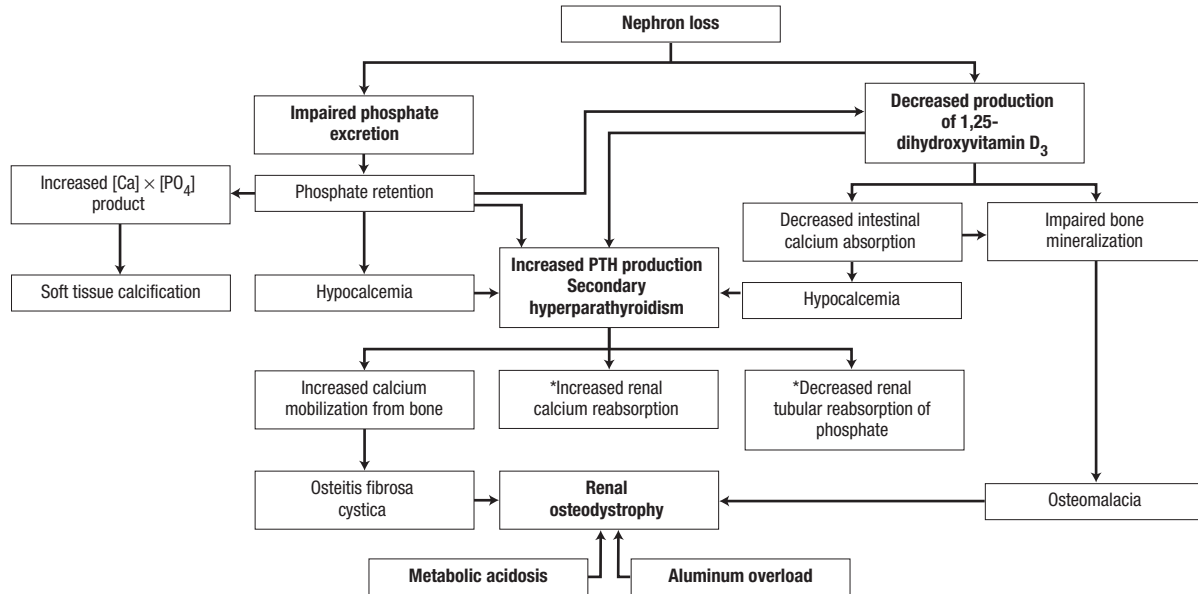 Nephron loss
Impaired phosphate
excretion
Decreased production
of 1,25-
dihydroxyvitamin D3
Increased [Ca] × [PO4]
product
Phosphate retention
Decreased intestinal
calcium absorption
Impaired bone
mineralization
Soft tissue calcification
Hypocalcemia
Increased PTH production
Secondary
hyperparathyroidism
Hypocalcemia
Increased calcium
mobilization from bone
*Increased renal
calcium reabsorption
*Decreased renal
tubular reabsorption of
phosphate
Osteitis fibrosa
cystica
Renal
osteodystrophy
Osteomalacia
Metabolic acidosis
Aluminum overload